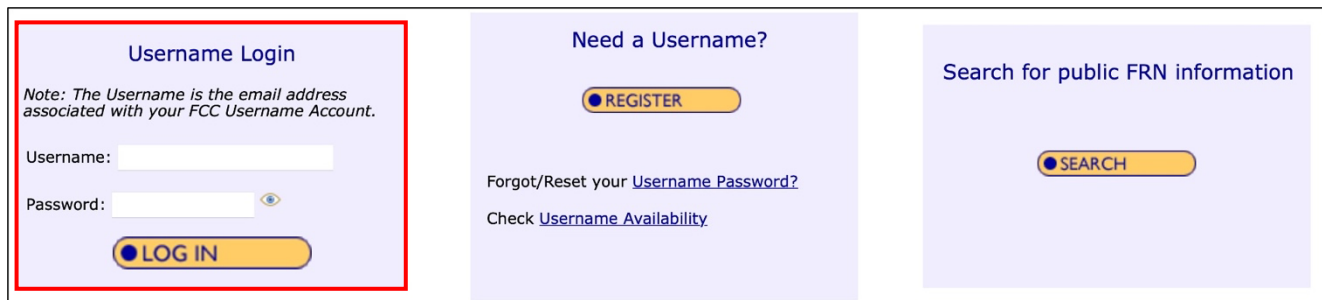 Username Login
Note: The Username is the email address
associated with your FCC Username Account.
Username:
Password:
LOG IN
Need a Username?
REGISTER
Forgot/Reset your Username Password?
Check Username Availability
Search for public FRN information
SEARCH